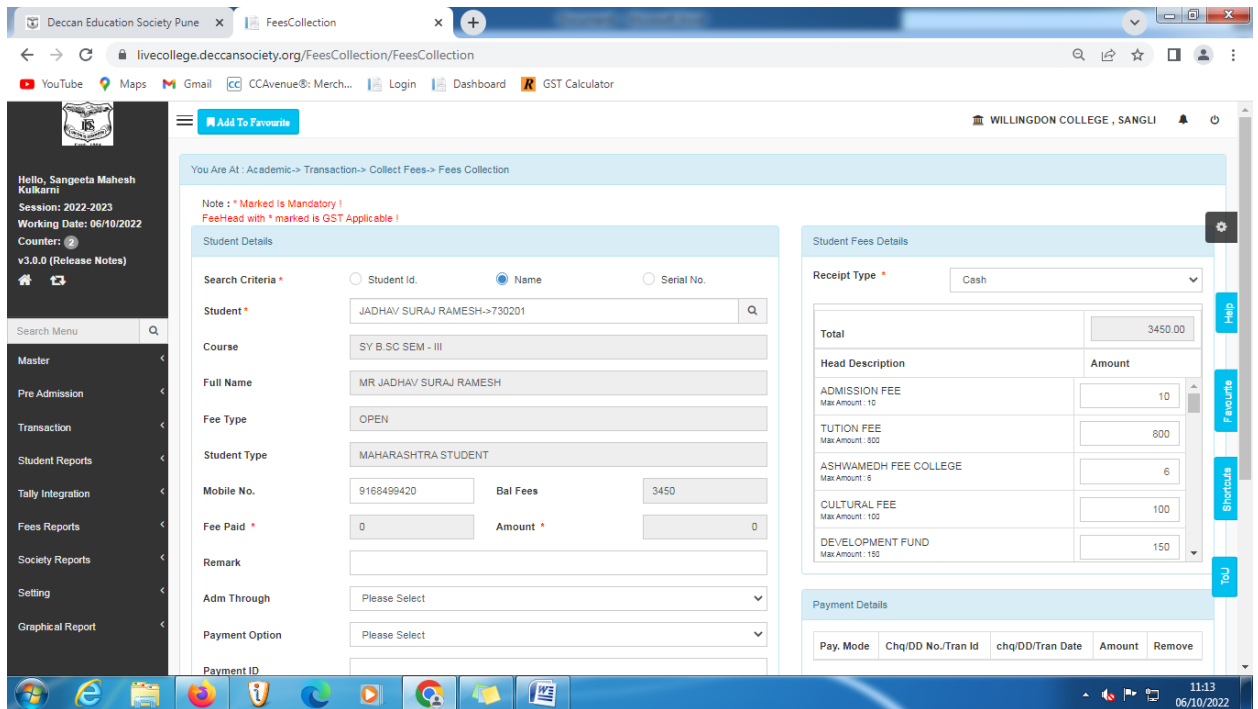 Deccan Education Society Pune
FeesCollection
livecollege.deccansociety.org/FeesCollection/FeesCollection
YouTube Maps Gmail CCAvenue®: Merch... Login Dashboard GST Calculator
Add To Favourite
WILLINGDON COLLEGE , SANGLI
Hello, Sangeeta Mahesh
Kulkarni
Session: 2022-2023
Working Date: 06/10/2022
Counter: 2
v3.0.0 (Release Notes)
Search Menu
Master
Pre Admission
Transaction
Student Reports
Tally Integration
Fees Reports
Society Reports
Setting
Graphical Report
You Are At : Academic-> Transaction-> Collect Fees-> Fees Collection
Note : * Marked Is Mandatory !
FeeHead with * marked is GST Applicable !
Student Details
Search Criteria * Student Id. Name Serial No.
Student * JADHAV SURAJ RAMESH->730201
Course SY B.SC SEM - III
Full Name MR JADHAV SURAJ RAMESH
Fee Type OPEN
Student Type MAHARASHTRA STUDENT
Mobile No. 9168499420 Bal Fees 3450
Fee Paid * 0 Amount * 0
Remark
Adm Through Please Select
Payment Option Please Select
Payment ID
Student Fees Details
Receipt Type * Cash
Total 3450.00
Head Description Amount
ADMISSION FEE 10
Max Amount : 10
TUTION FEE 800
Max Amount : 800
ASHWAMEDH FEE COLLEGE 6
Max Amount : 6
CULTURAL FEE 100
Max Amount : 100
DEVELOPMENT FUND 150
Max Amount : 150
Payment Details
Pay. Mode Chq/DD No./Tran Id chq/DD/Tran Date Amount Remove
Help
Favourite
Shortcuts
ToU
11:13
06/10/2022